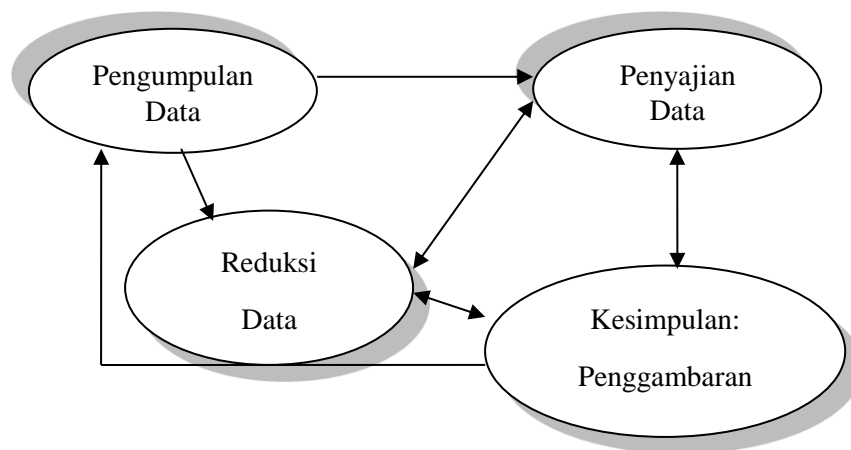 Pengumpulan
Data
Penyajian
Data
Reduksi
Data
Kesimpulan:
Penggambaran